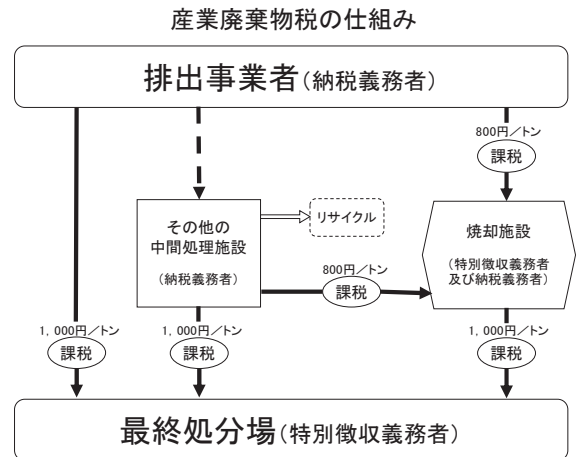 産業廃棄物税の仕組み
排出事業者(納税義務者)
800円/トン
課税
その他の
中間処理施設
(納税義務者)
リサイクル
焼却施設
(特別徴収義務者
及び納税義務者)
800円/トン
課税
1,000円/トン
課税
1,000円/トン
課税
1,000円/トン
課税
最終処分場(特別徴収義務者)